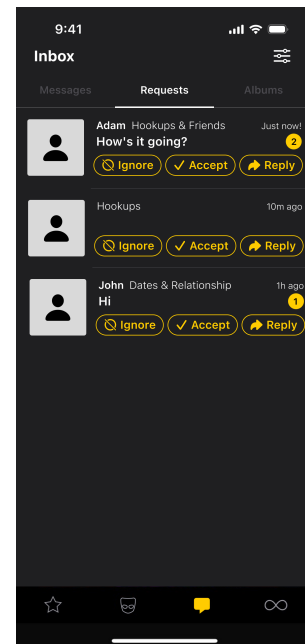 9:41
Inbox
Messages Requests Albums
Adam Hookups & Friends Just now!
How's it going? 2
Ignore Accept Reply
Hookups 10m ago
Ignore Accept Reply
John Dates & Relationship 1h ago
Hi 1
Ignore Accept Reply